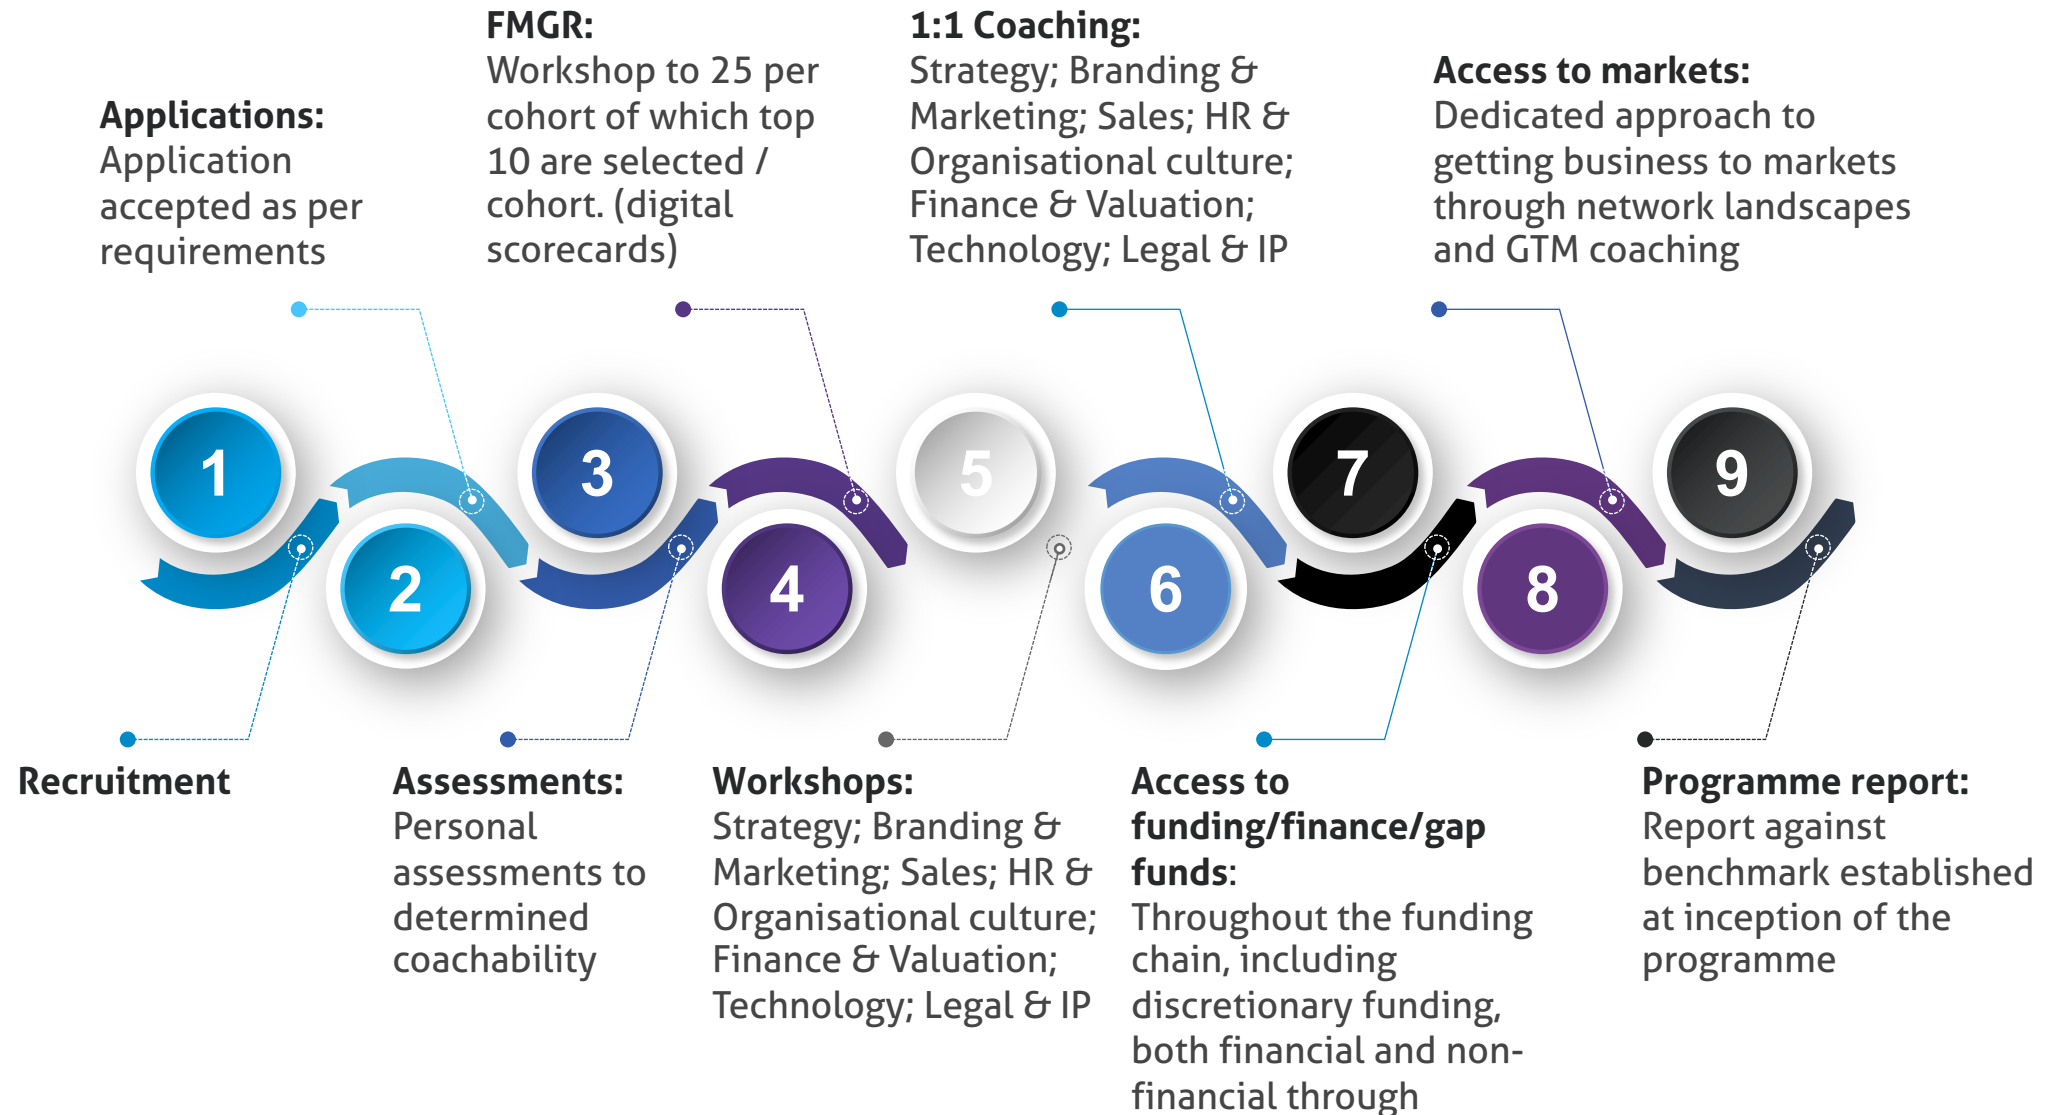 FMGR:
Workshop to 25 per
cohort of which top
10 are selected /
cohort. (digital
scorecards)
1:1 Coaching:
Strategy; Branding &
Marketing; Sales; HR &
Organisational culture;
Finance & Valuation;
Technology; Legal & IP
Applications:
Application
accepted as per
requirements
Access to markets:
Dedicated approach to
getting business to markets
through network landscapes
and GTM coaching
1
2
3
4
5
6
7
8
9
Recruitment
Assessments:
Personal
assessments to
determined
coachability
Workshops:
Strategy; Branding &
Marketing; Sales; HR &
Organisational culture;
Finance & Valuation;
Technology; Legal & IP
Access to
funding/finance/gap
funds:
Throughout the funding
chain, including
discretionary funding,
both financial and non-
financial through
Programme report:
Report against
benchmark established
at inception of the
programme